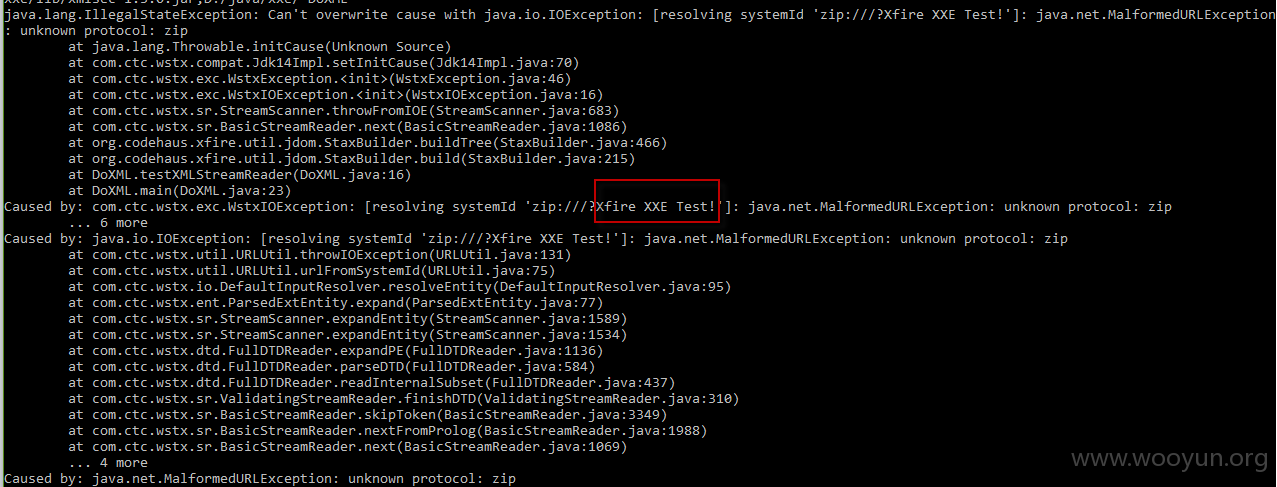 java.lang.IllegalStateException: Can't overwrite cause with java.io.IOException: [resolving systemId 'zip:///?Xfire XXE Test!']: java.net.MalformedURLException
: unknown protocol: zip
at java.lang.Throwable.initCause(Unknown Source)
at com.ctc.wstx.compat.Jdk14Impl.setInitCause(Jdk14Impl.java:70)
at com.ctc.wstx.exc.WstxException.<init>(WstxException.java:46)
at com.ctc.wstx.exc.WstxIOException.<init>(WstxIOException.java:16)
at com.ctc.wstx.sr.StreamScanner.throwFromIOE(StreamScanner.java:683)
at com.ctc.wstx.sr.BasicStreamReader.next(BasicStreamReader.java:1086)
at org.codehaus.xfire.util.jdom.StaxBuilder.buildTree(StaxBuilder.java:466)
at org.codehaus.xfire.util.jdom.StaxBuilder.build(StaxBuilder.java:215)
at DoXML.testXMLStreamReader(DoXML.java:16)
at DoXML.main(DoXML.java:23)
Caused by: com.ctc.wstx.exc.WstxIOException: [resolving systemId 'zip:///?Xfire XXE Test!']: java.net.MalformedURLException: unknown protocol: zip
... 6 more
Caused by: java.io.IOException: [resolving systemId 'zip:///?Xfire XXE Test!']: java.net.MalformedURLException: unknown protocol: zip
at com.ctc.wstx.util.URLUtil.throwIOException(URLUtil.java:131)
at com.ctc.wstx.util.URLUtil.urlFromSystemId(URLUtil.java:75)
at com.ctc.wstx.io.DefaultInputResolver.resolveEntity(DefaultInputResolver.java:95)
at com.ctc.wstx.ent.ParsedExtEntity.expand(ParsedExtEntity.java:77)
at com.ctc.wstx.sr.StreamScanner.expandEntity(StreamScanner.java:1589)
at com.ctc.wstx.sr.StreamScanner.expandEntity(StreamScanner.java:1534)
at com.ctc.wstx.dtd.FullDTDReader.expandPE(FullDTDReader.java:1136)
at com.ctc.wstx.dtd.FullDTDReader.parseDTD(FullDTDReader.java:584)
at com.ctc.wstx.dtd.FullDTDReader.readInternalSubset(FullDTDReader.java:437)
at com.ctc.wstx.sr.ValidatingStreamReader.finishDTD(ValidatingStreamReader.java:310)
at com.ctc.wstx.sr.BasicStreamReader.skipToken(BasicStreamReader.java:3349)
at com.ctc.wstx.sr.BasicStreamReader.nextFromProlog(BasicStreamReader.java:1988)
at com.ctc.wstx.sr.BasicStreamReader.next(BasicStreamReader.java:1069)
... 4 more
www.wooyun.org
Caused by: java.net.MalformedURLException: unknown protocol: zip